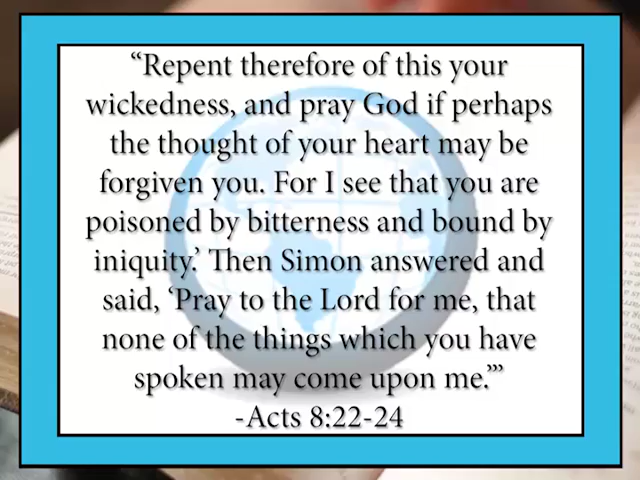 “Repent therefore of this your
wickedness, and pray God if perhaps
the thought of your heart may be
forgiven you. For I see that you are
poisoned by bitterness and bound by
iniquity.’ Then Simon answered and
said, ‘Pray to the Lord for me, that
none of the things which you have
spoken may come upon me.’”
-Acts 8:22-24